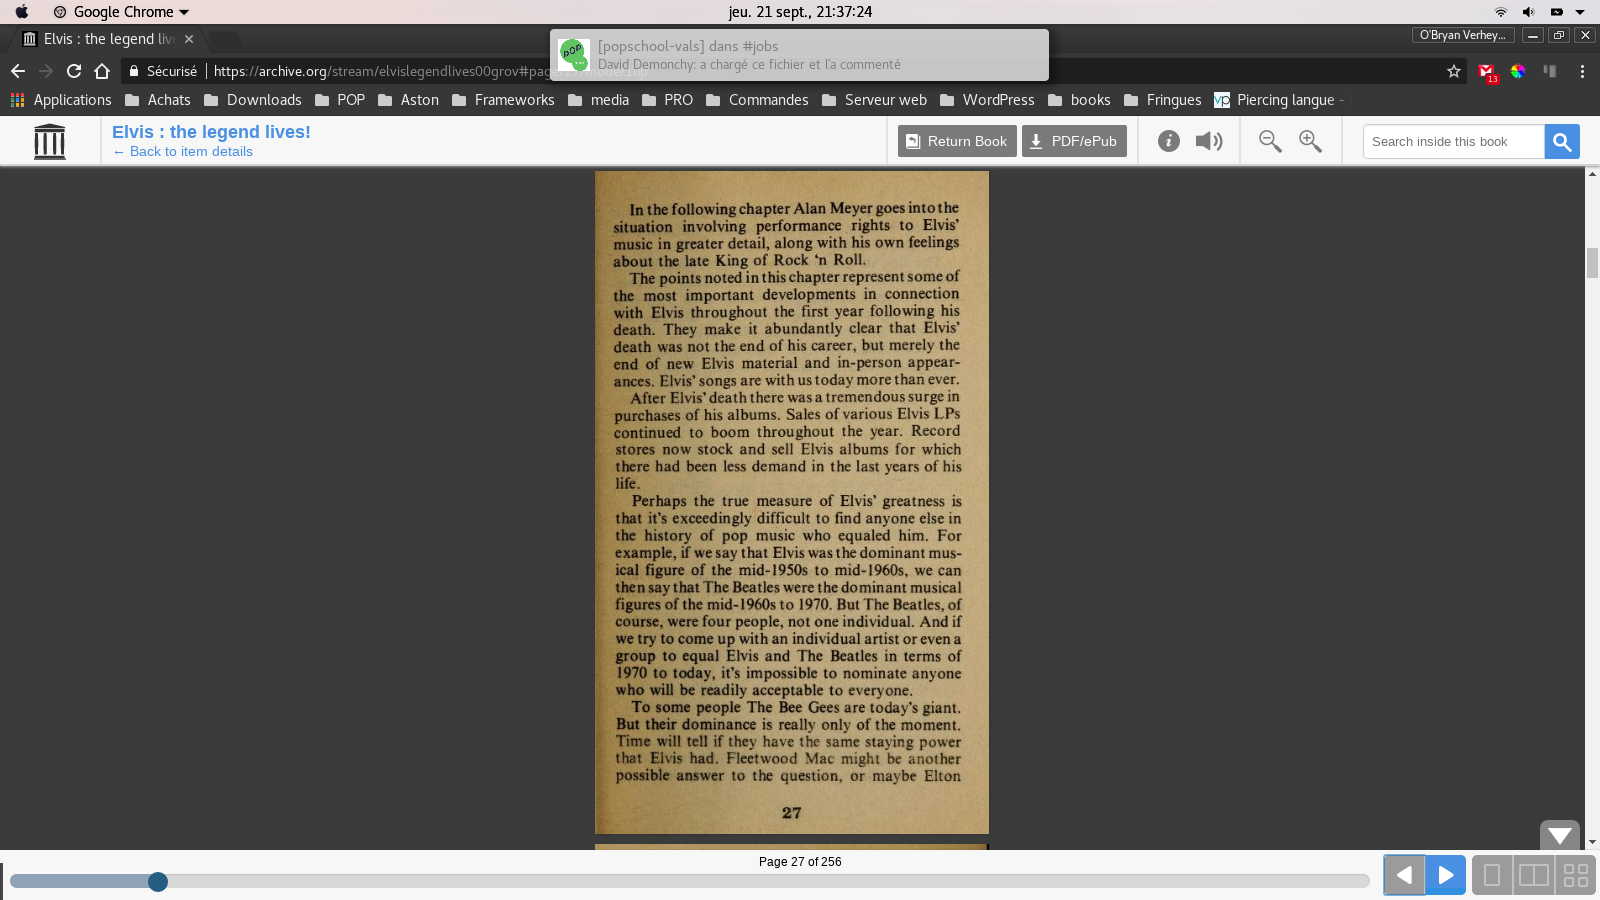 Google Chrome
jeu. 21 sept., 21:37:24
Elvis : the legend live
O'Bryan Verhey...
[popschool-vals] dans #jobs
David Demonchy: a chargé ce fichier et l'a commenté
Sécurisé
https://archive.org/stream/elvislegendlives00grov#page/27
13
Applications
Achats
Downloads
POP
Aston
Frameworks
media
PRO
Commandes
Serveur web
WordPress
books
Fringues
vp
Piercing langue -
Elvis : the legend lives!
← Back to item details
Return Book
PDF/ePub
Search inside this book
In the following chapter Alan Meyer goes into the
situation involving performance rights to Elvis'
music in greater detail, along with his own feelings
about the late King of Rock 'n Roll.
The points noted in this chapter represent some of
the most important developments in connection
with Elvis throughout the first year following his
death. They make it abundantly clear that Elvis'
death was not the end of his career, but merely the
end of new Elvis material and in-person appear-
ances. Elvis' songs are with us today more than ever.
After Elvis' death there was a tremendous surge in
purchases of his albums. Sales of various Elvis LPs
continued to boom throughout the year. Record
stores now stock and sell Elvis albums for which
there had been less demand in the last years of his
life.
Perhaps the true measure of Elvis' greatness is
that it's exceedingly difficult to find anyone else in
the history of pop music who equaled him. For
example, if we say that Elvis was the dominant mus-
ical figure of the mid-1950s to mid-1960s, we can
then say that The Beatles were the dominant musical
figures of the mid-1960s to 1970. But The Beatles, of
course, were four people, not one individual. And if
we try to come up with an individual artist or even a
group to equal Elvis and The Beatles in terms of
1970 to today, it's impossible to nominate anyone
who will be readily acceptable to everyone.
To some people The Bee Gees are today's giant.
But their dominance is really only of the moment.
Time will tell if they have the same staying power
that Elvis had. Fleetwood Mac might be another
possible answer to the question, or maybe Elton
27
Page 27 of 256